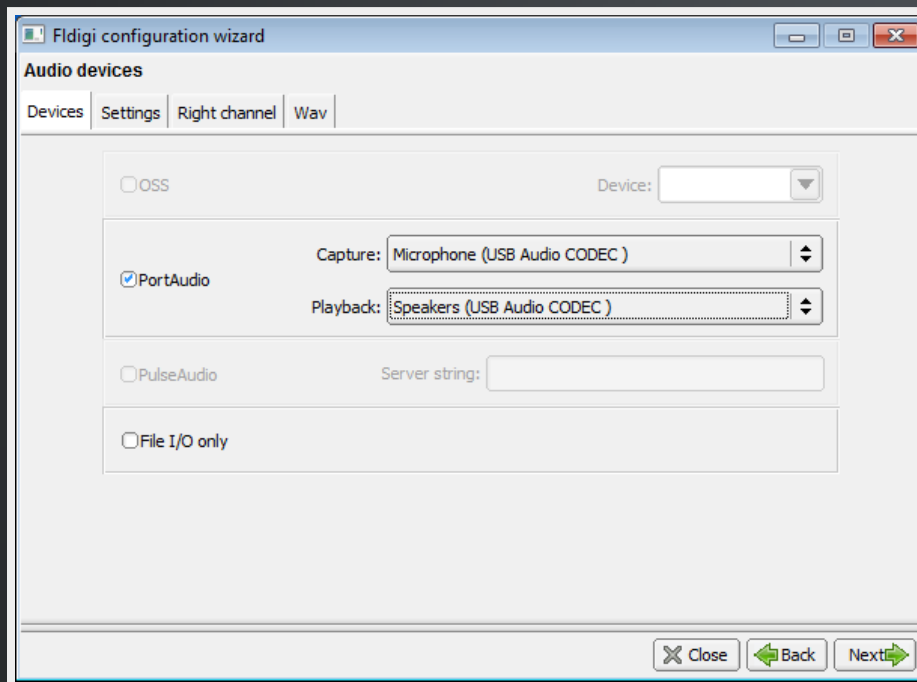 Fldigi configuration wizard
Audio devices
Devices Settings Right channel Wav
OSS Device:
Capture: Microphone (USB Audio CODEC )
PortAudio
Playback: Speakers (USB Audio CODEC )
PulseAudio Server string:
File I/O only
Close Back Next